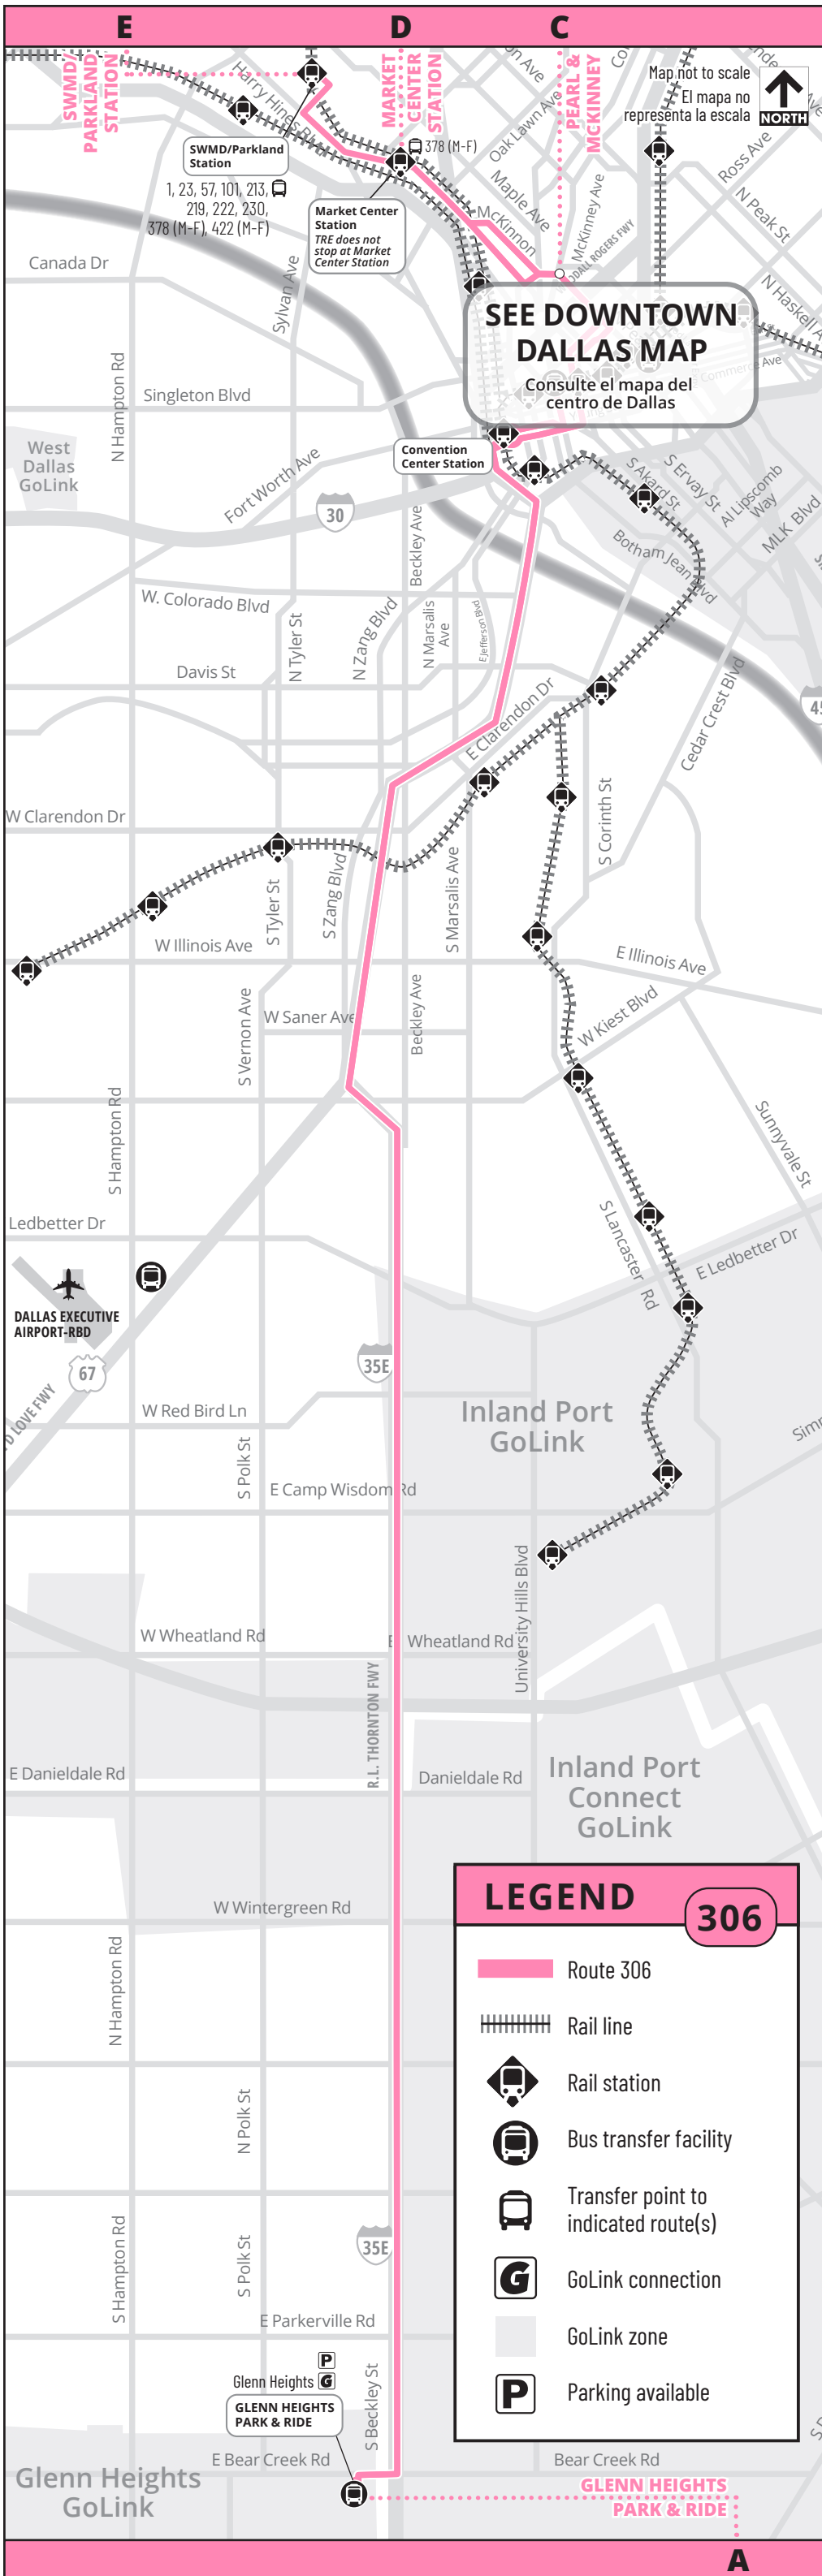 E
D
C
SWMD/
PARKLAND
STATION
MARKET
CENTER
STATION
PEARL &
MCKINNEY
Map not to scale
El mapa no
representa la escala
NORTH
Harry Hines Blvd
Oak Lawn Ave
Maple Ave
McKinnon
McKinney Ave
Ross Ave
N Peak St
378 (M-F)
SWMD/Parkland
Station
1, 23, 57, 101, 213,
219, 222, 230,
378 (M-F), 422 (M-F)
Market Center
Station
TRE does not
stop at Market
Center Station
Canada Dr
Sylvan Ave
N Haskell A
SEE DOWNTOWN
DALLAS MAP
Consulte el mapa del
centro de Dallas
Commerce Ave
N Hampton Rd
Singleton Blvd
West
Dallas
GoLink
Fort Worth Ave
30
Convention
Center Station
S Akard St
S Ervay St
Al Lipscomb
Way
MLK Blvd
Botham Jean Blvd
Beckley Ave
W. Colorado Blvd
N Tyler St
N Zang Blvd
N Marsalis
Ave
E Jefferson Blvd
Davis St
45
Cedar Crest Blvd
E Clarendon Dr
W Clarendon Dr
S Corinth St
S Tyler St
S Zang Blvd
S Marsalis Ave
W Illinois Ave
E Illinois Ave
S Vernon Ave
W Saner Ave
Beckley Ave
W Kiest Blvd
S Hampton Rd
Sunnyvale St
Ledbetter Dr
S Lancaster Rd
E Ledbetter Dr
DALLAS EXECUTIVE
AIRPORT-RBD
67
35E
D LOVE FWY
W Red Bird Ln
Inland Port
GoLink
S Polk St
E Camp Wisdom Rd
University Hills Blvd
W Wheatland Rd
E Wheatland Rd
R.L. THORNTON FWY
E Danieldale Rd
Danieldale Rd
Inland Port
Connect
GoLink
W Wintergreen Rd
N Hampton Rd
N Polk St
LEGEND
306
Route 306
Rail line
Rail station
Bus transfer facility
Transfer point to
indicated route(s)
G
GoLink connection
GoLink zone
P
Parking available
S Hampton Rd
S Polk St
35E
E Parkerville Rd
P
Glenn Heights G
GLENN HEIGHTS
PARK & RIDE
S Beckley St
E Bear Creek Rd
Bear Creek Rd
Glenn Heights
GoLink
GLENN HEIGHTS
PARK & RIDE
A